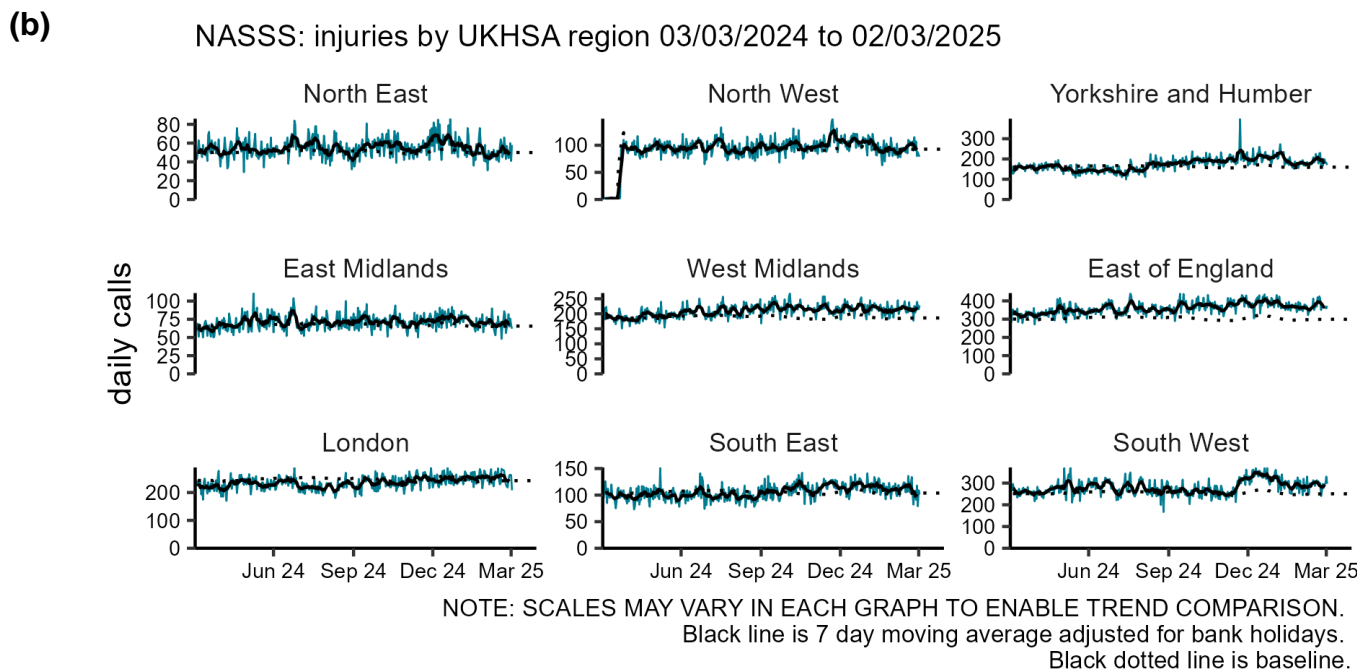 (b)
NASSS: injuries by UKHSA region 03/03/2024 to 02/03/2025
North East
80
60
40
20
0
North West
100
50
0
Yorkshire and Humber
300
200
100
0
daily calls
East Midlands
100
75
50
25
0
West Midlands
250
200
150
100
50
0
East of England
400
300
200
100
0
London
200
100
0
Jun 24 Sep 24 Dec 24 Mar 25
South East
150
100
50
0
Jun 24 Sep 24 Dec 24 Mar 25
South West
300
200
100
0
Jun 24 Sep 24 Dec 24 Mar 25
NOTE: SCALES MAY VARY IN EACH GRAPH TO ENABLE TREND COMPARISON.
Black line is 7 day moving average adjusted for bank holidays.
Black dotted line is baseline.